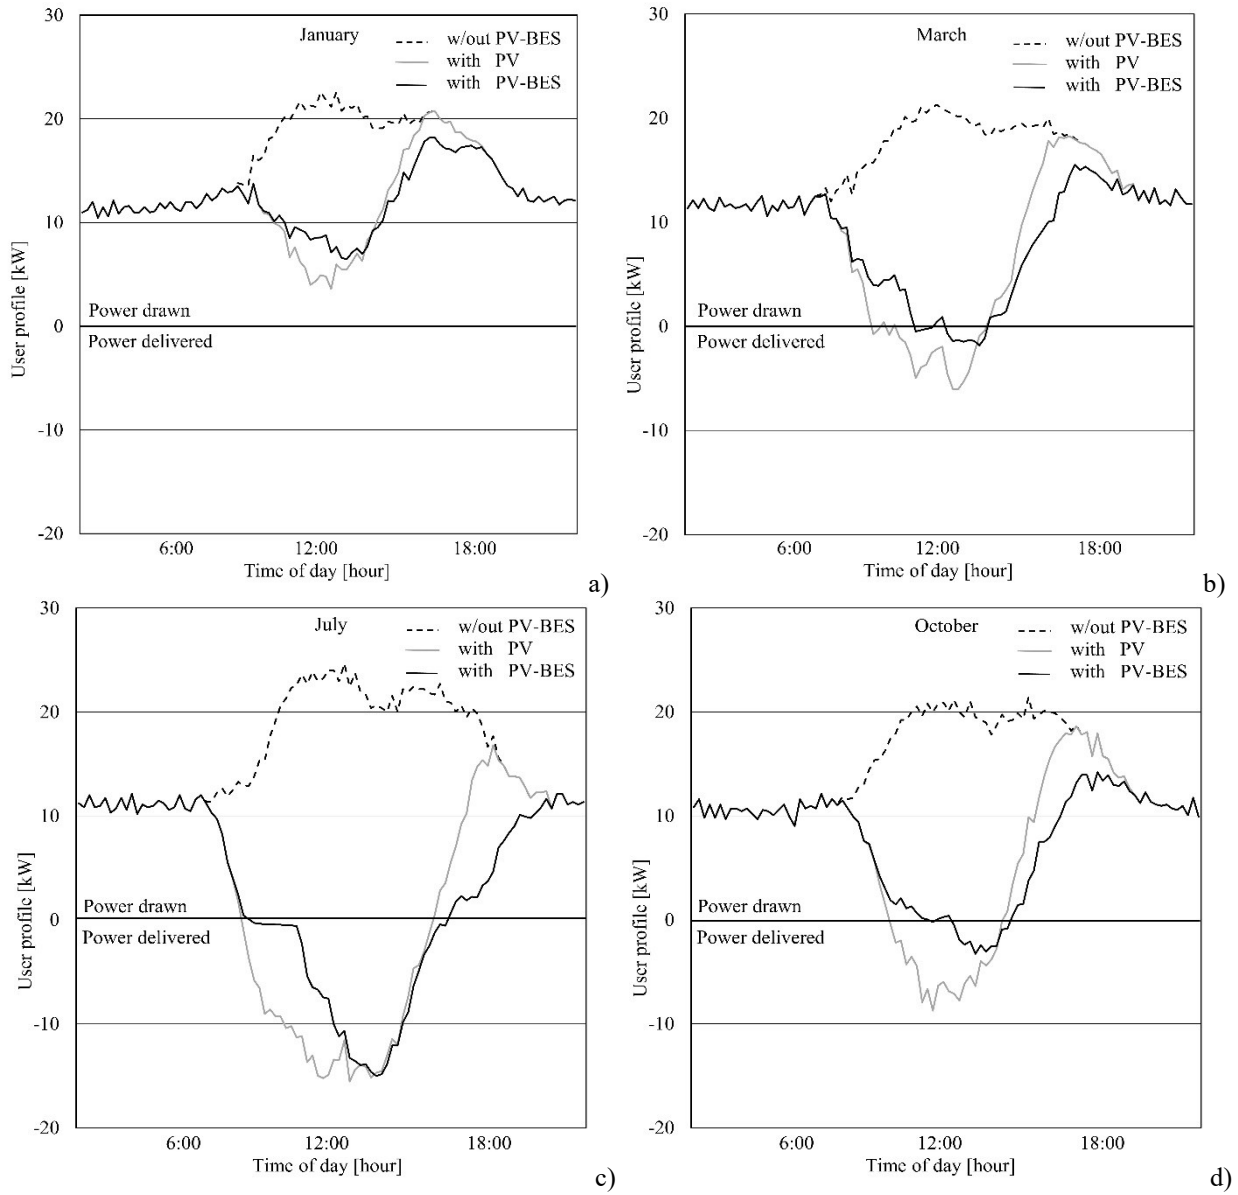 30
January
w/out PV-BES
with PV
with PV-BES
20
10
0
-10
-20
Power drawn
Power delivered
User profile [kW]
6:00 12:00 18:00
Time of day [hour]
a)
30
March
w/out PV-BES
with PV
with PV-BES
20
10
0
-10
-20
Power drawn
Power delivered
User profile [kW]
6:00 12:00 18:00
Time of day [hour]
b)
30
July
w/out PV-BES
with PV
with PV-BES
20
10
0
-10
-20
Power drawn
Power delivered
User profile [kW]
6:00 12:00 18:00
Time of day [hour]
c)
30
October
w/out PV-BES
with PV
with PV-BES
20
10
0
-10
-20
Power drawn
Power delivered
User profile [kW]
6:00 12:00 18:00
Time of day [hour]
d)